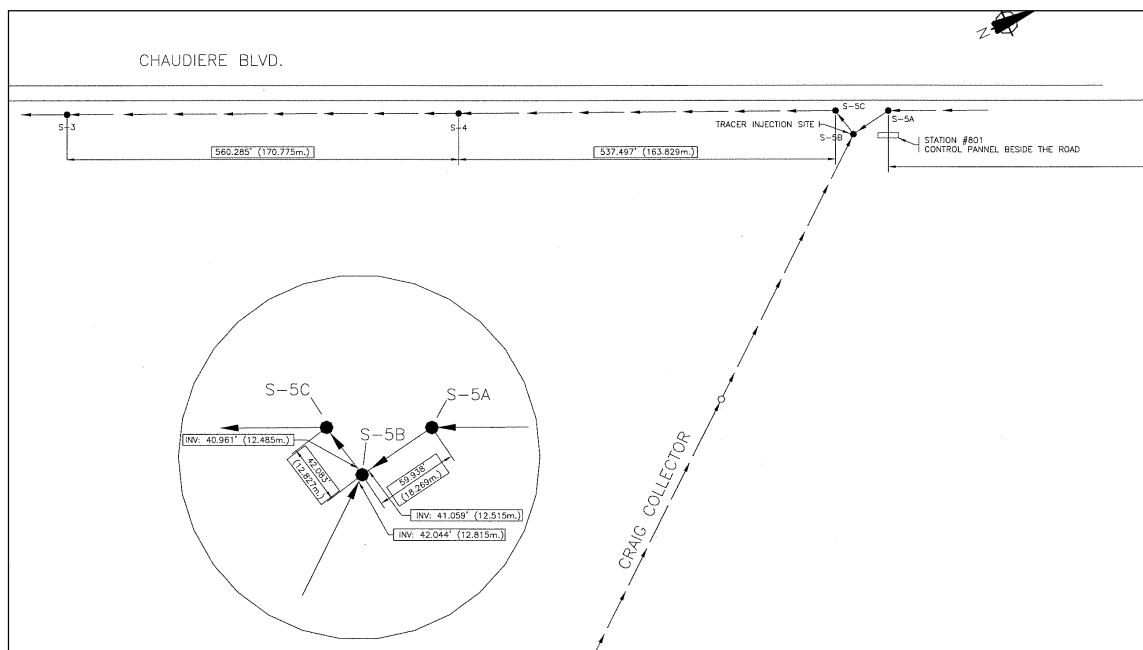 N
CHAUDIERE BLVD.
S-3
S-4
S-5C
S-5A
TRACER INJECTION SITE
S-5B
STATION #801
CONTROL PANNEL BESIDE THE ROAD
560.285' (170.775m.)
537.497' (163.829m.)
S-5C
S-5A
S-5B
INV: 40.961' (12.485m.)
42.083'
(12.827m.)
59.938'
(18.269m.)
INV: 41.059' (12.515m.)
INV: 42.044' (12.815m.)
CRAIG COLLECTOR